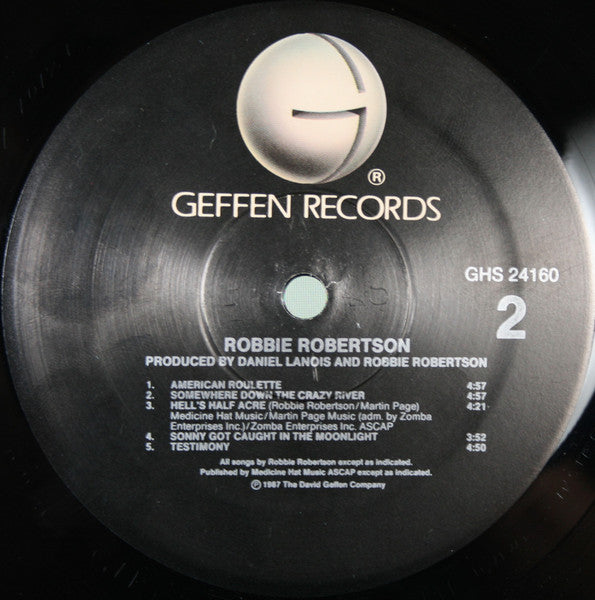 ®
GEFFEN RECORDS
GHS 24160
2
ROBBIE ROBERTSON
PRODUCED BY DANIEL LANOIS AND ROBBIE ROBERTSON
1. AMERICAN ROULETTE 4:57
2. SOMEWHERE DOWN THE CRAZY RIVER 4:57
3. HELL'S HALF ACRE (Robbie Robertson/Martin Page) 4:21
Medicine Hat Music/Martin Page Music (adm. by Zomba
Enterprises Inc.)/Zomba Enterprises Inc. ASCAP
4. SONNY GOT CAUGHT IN THE MOONLIGHT 3:52
5. TESTIMONY 4:50
All songs by Robbie Robertson except as indicated.
Published by Medicine Hat Music ASCAP except as indicated.
℗ 1987 The David Geffen Company